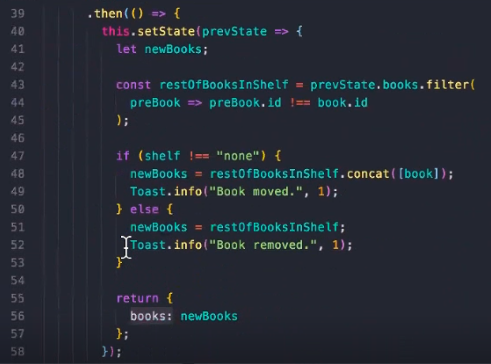 39 .then(() => {
40 this.setState(prevState => {
41 let newBooks;
42
43 const restOfBooksInShelf = prevState.books.filter(
44 preBook => preBook.id !== book.id
45 );
46
47 if (shelf !== "none") {
48 newBooks = restOfBooksInShelf.concat([book]);
49 Toast.info("Book moved.", 1);
50 } else {
51 newBooks = restOfBooksInShelf;
52 Toast.info("Book removed.", 1);
53 }
54
55 return {
56 books: newBooks
57 };
58 });